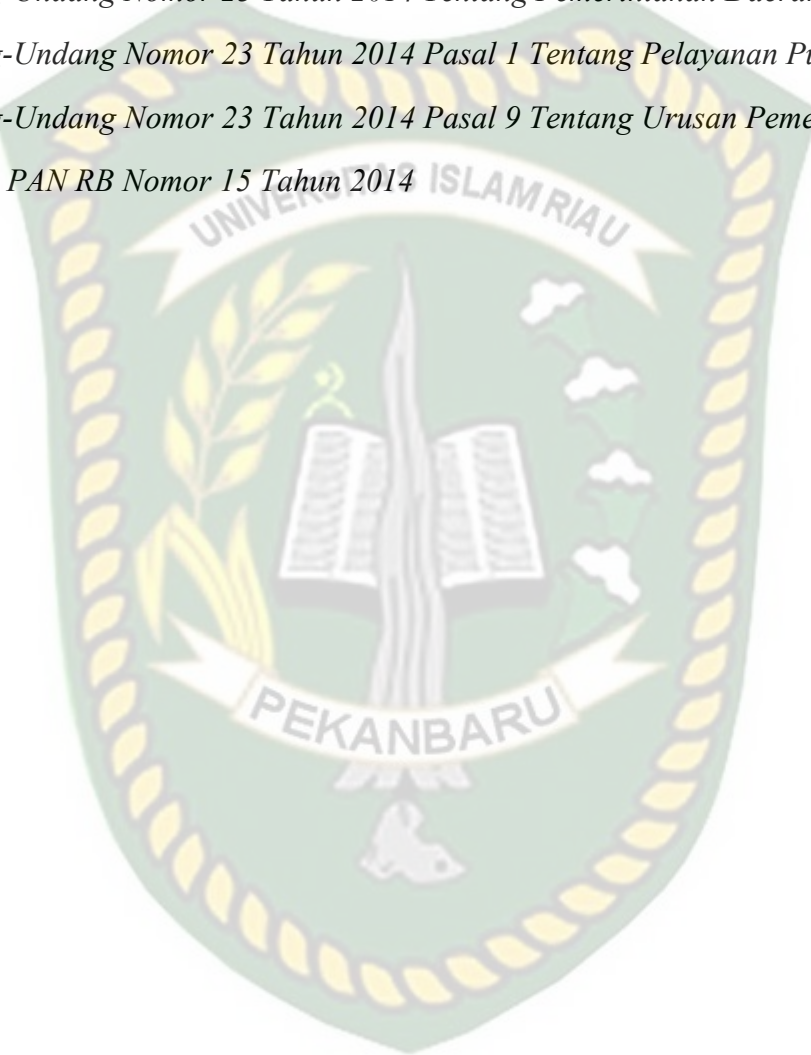 -Undang Nomor 23 Tahun 2014 Tentang Pemerintahan Daerah
-Undang Nomor 23 Tahun 2014 Pasal 1 Tentang Pelayanan Pu
-Undang Nomor 23 Tahun 2014 Pasal 9 Tentang Urusan Peme
PAN RB Nomor 15 Tahun 2014
UNIVERSITAS ISLAM RIAU
PEKANBARU